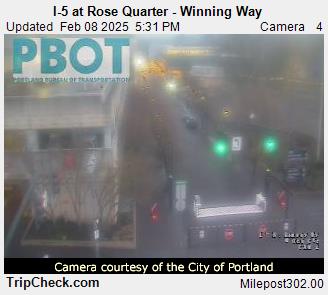 I-5 at Rose Quarter - Winning Way
Updated Feb 08 2025 5:31 PM Camera 4
PBOT
PORTLAND BUREAU OF TRANSPORTATION
Camera courtesy of the City of Portland
TripCheck.com Milepost302.00